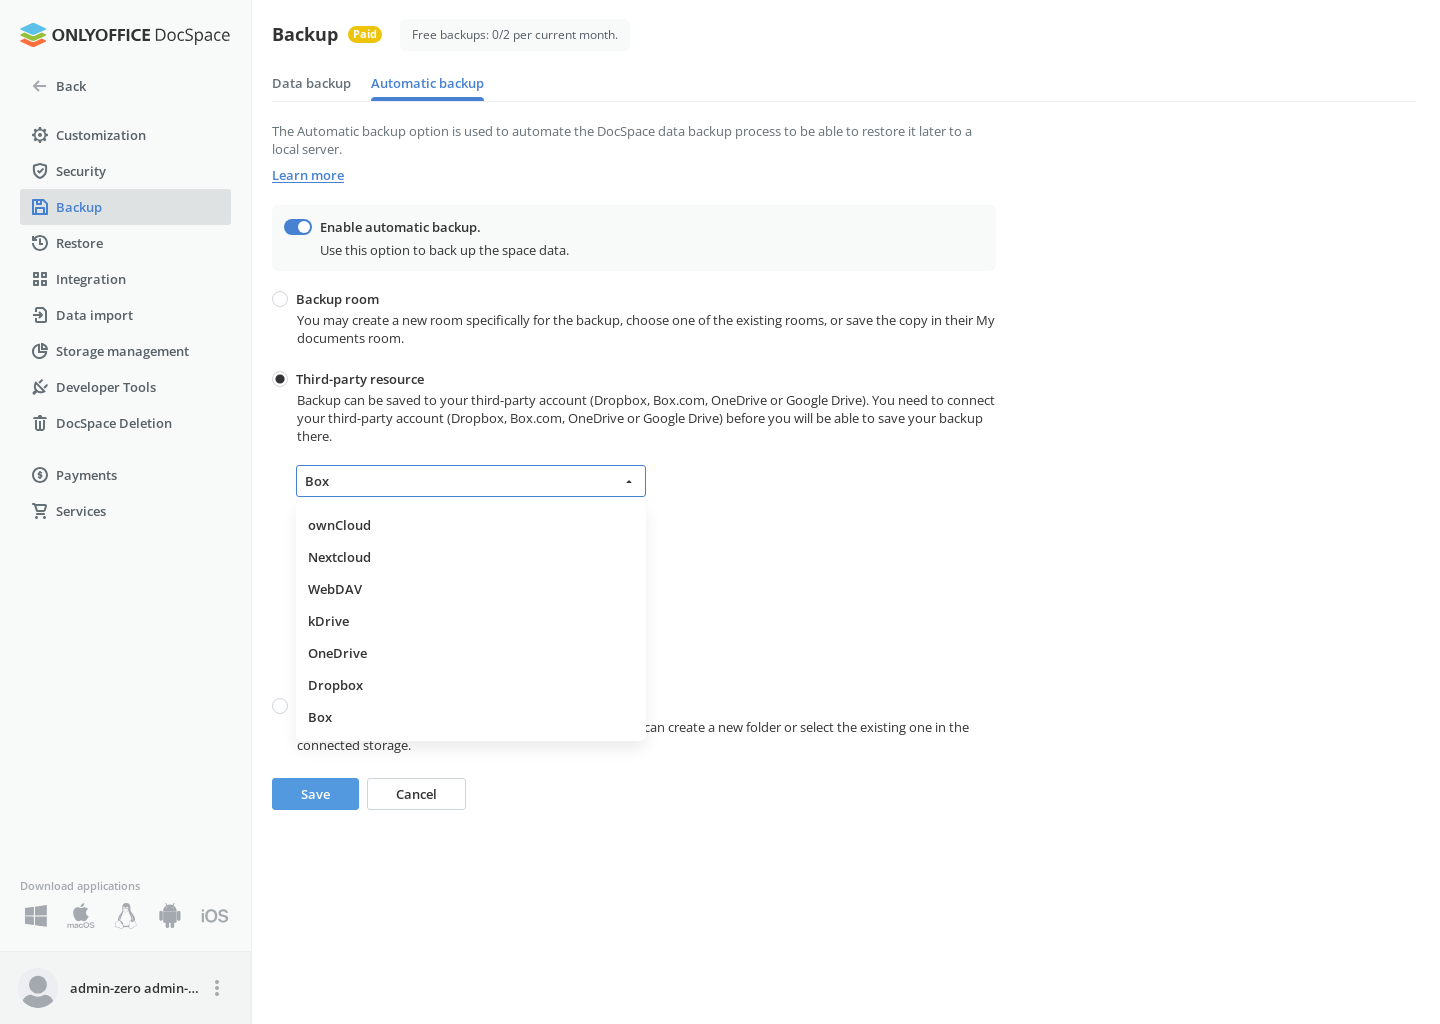 ONLYOFFICE DocSpace
Back
Customization
Security
Backup
Restore
Integration
Data import
Storage management
Developer Tools
DocSpace Deletion
Payments
Services
Download applications
macOS
iOS
admin-zero admin-...
Backup
Paid
Free backups: 0/2 per current month.
Data backup
Automatic backup
The Automatic backup option is used to automate the DocSpace data backup process to be able to restore it later to a
local server.
Learn more
Enable automatic backup.
Use this option to back up the space data.
Backup room
You may create a new room specifically for the backup, choose one of the existing rooms, or save the copy in their My
documents room.
Third-party resource
Backup can be saved to your third-party account (Dropbox, Box.com, OneDrive or Google Drive). You need to connect
your third-party account (Dropbox, Box.com, OneDrive or Google Drive) before you will be able to save your backup
there.
Box
ownCloud
Nextcloud
WebDAV
kDrive
OneDrive
Dropbox
Box
can create a new folder or select the existing one in the
connected storage.
Save
Cancel